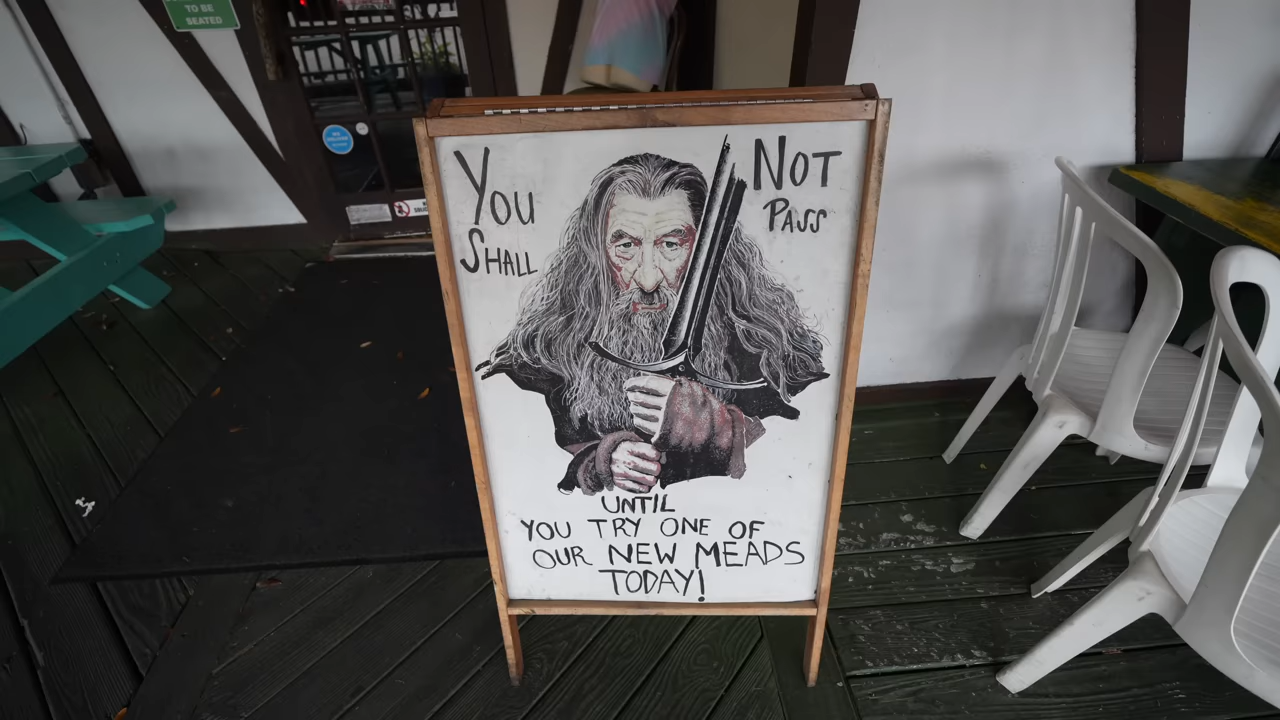 TO BE
SEATED
You
Shall
Not
Pass
UNTIL
YOU TRY ONE OF
OUR NEW MEADS
TODAY!